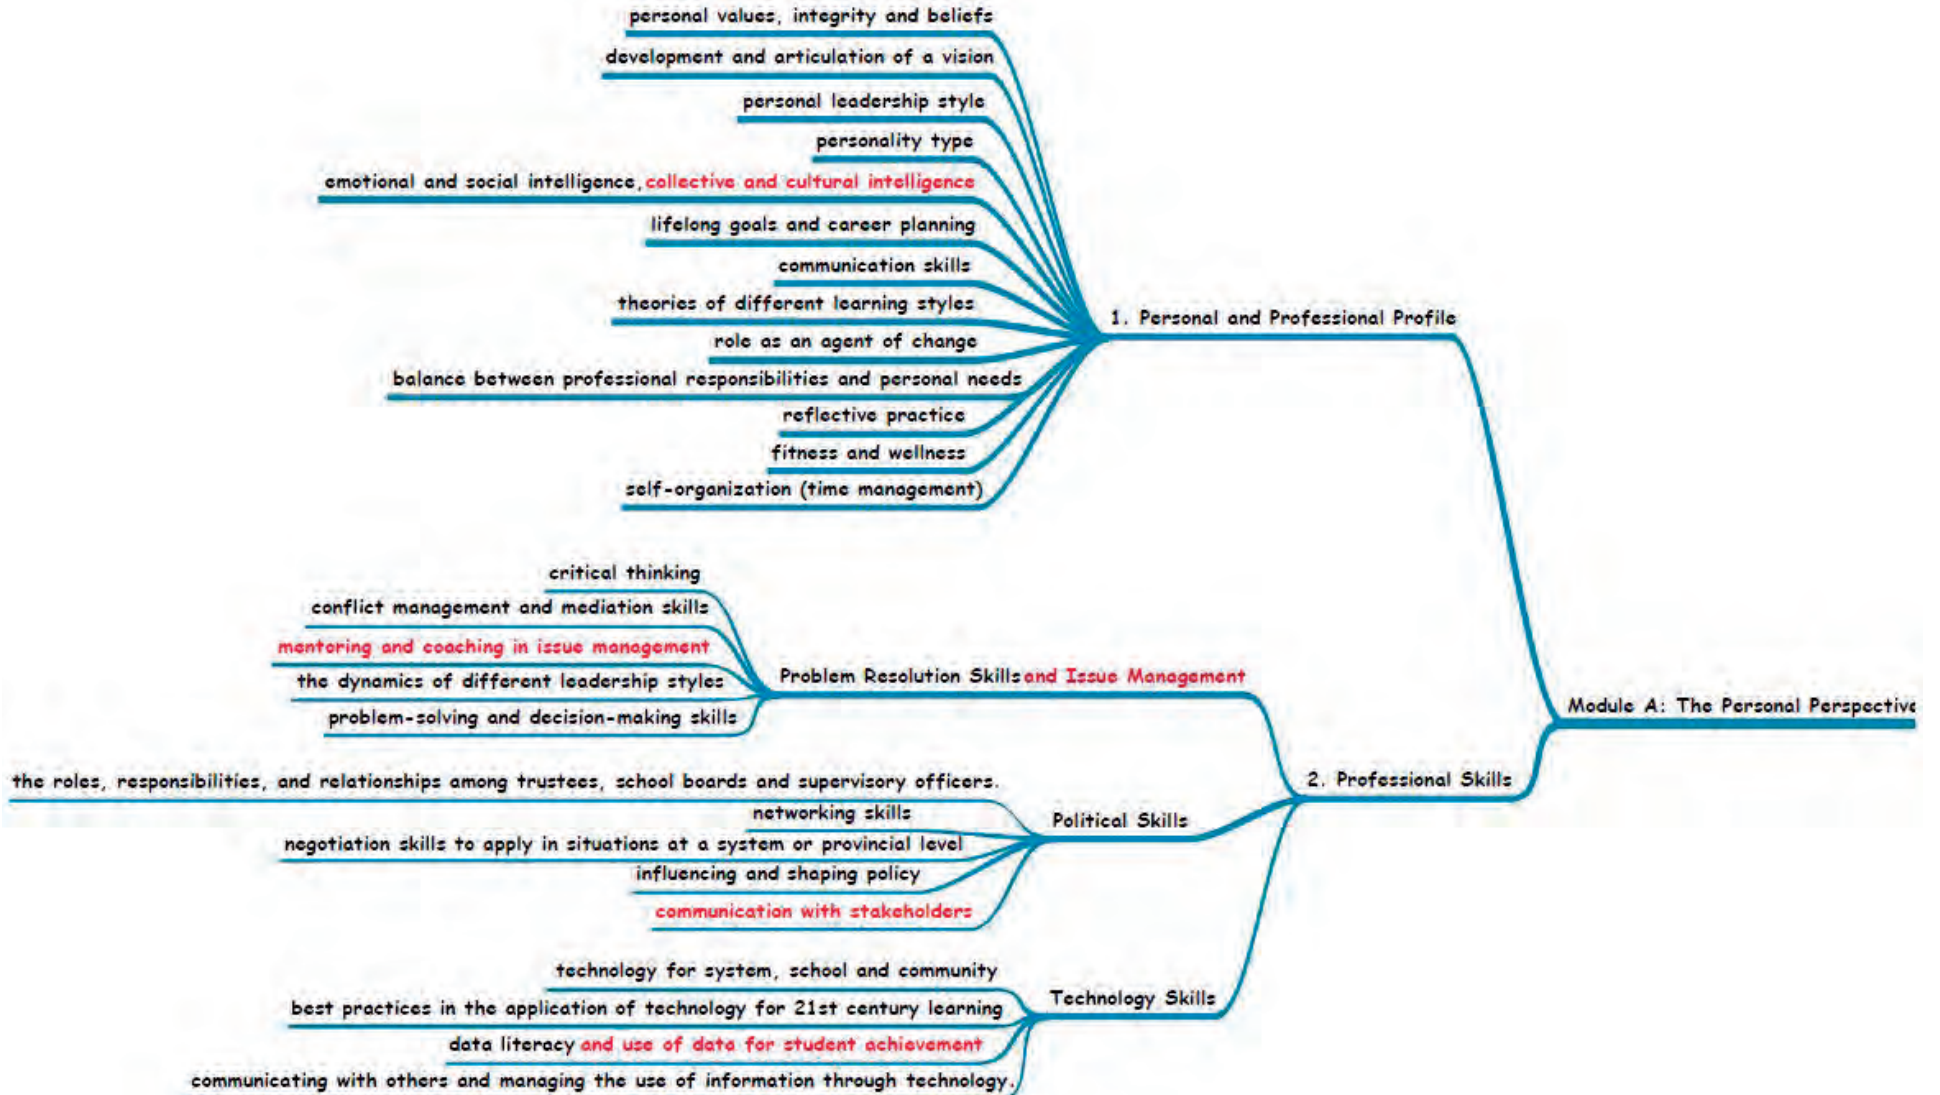 personal values, integrity and beliefs
development and articulation of a vision
personal leadership style
personality type
emotional and social intelligence, collective and cultural intelligence
lifelong goals and career planning
communication skills
theories of different learning styles
1. Personal and Professional Profile
role as an agent of change
balance between professional responsibilities and personal needs
reflective practice
fitness and wellness
self-organization (time management)
critical thinking
conflict management and mediation skills
mentoring and coaching in issue management
the dynamics of different leadership styles
problem-solving and decision-making skills
Problem Resolution Skills and Issue Management
Module A: The Personal Perspective
2. Professional Skills
the roles, responsibilities, and relationships among trustees, school boards and supervisory officers.
networking skills
negotiation skills to apply in situations at a system or provincial level
influencing and shaping policy
communication with stakeholders
Political Skills
technology for system, school and community
best practices in the application of technology for 21st century learning
data literacy and use of data for student achievement
communicating with others and managing the use of information through technology.
Technology Skills